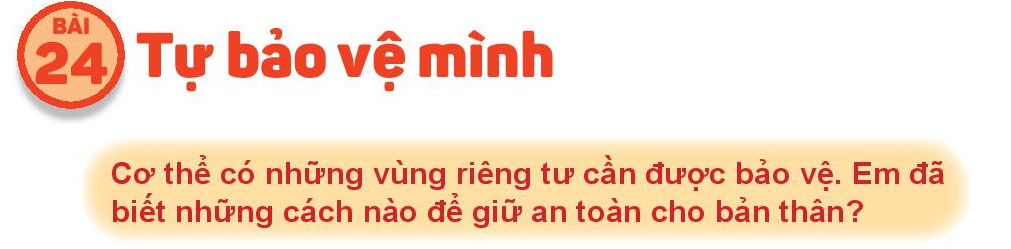 BÀI
24
Tự bảo vệ mình
Cơ thể có những vùng riêng tư cần được bảo vệ. Em đã
biết những cách nào để giữ an toàn cho bản thân?